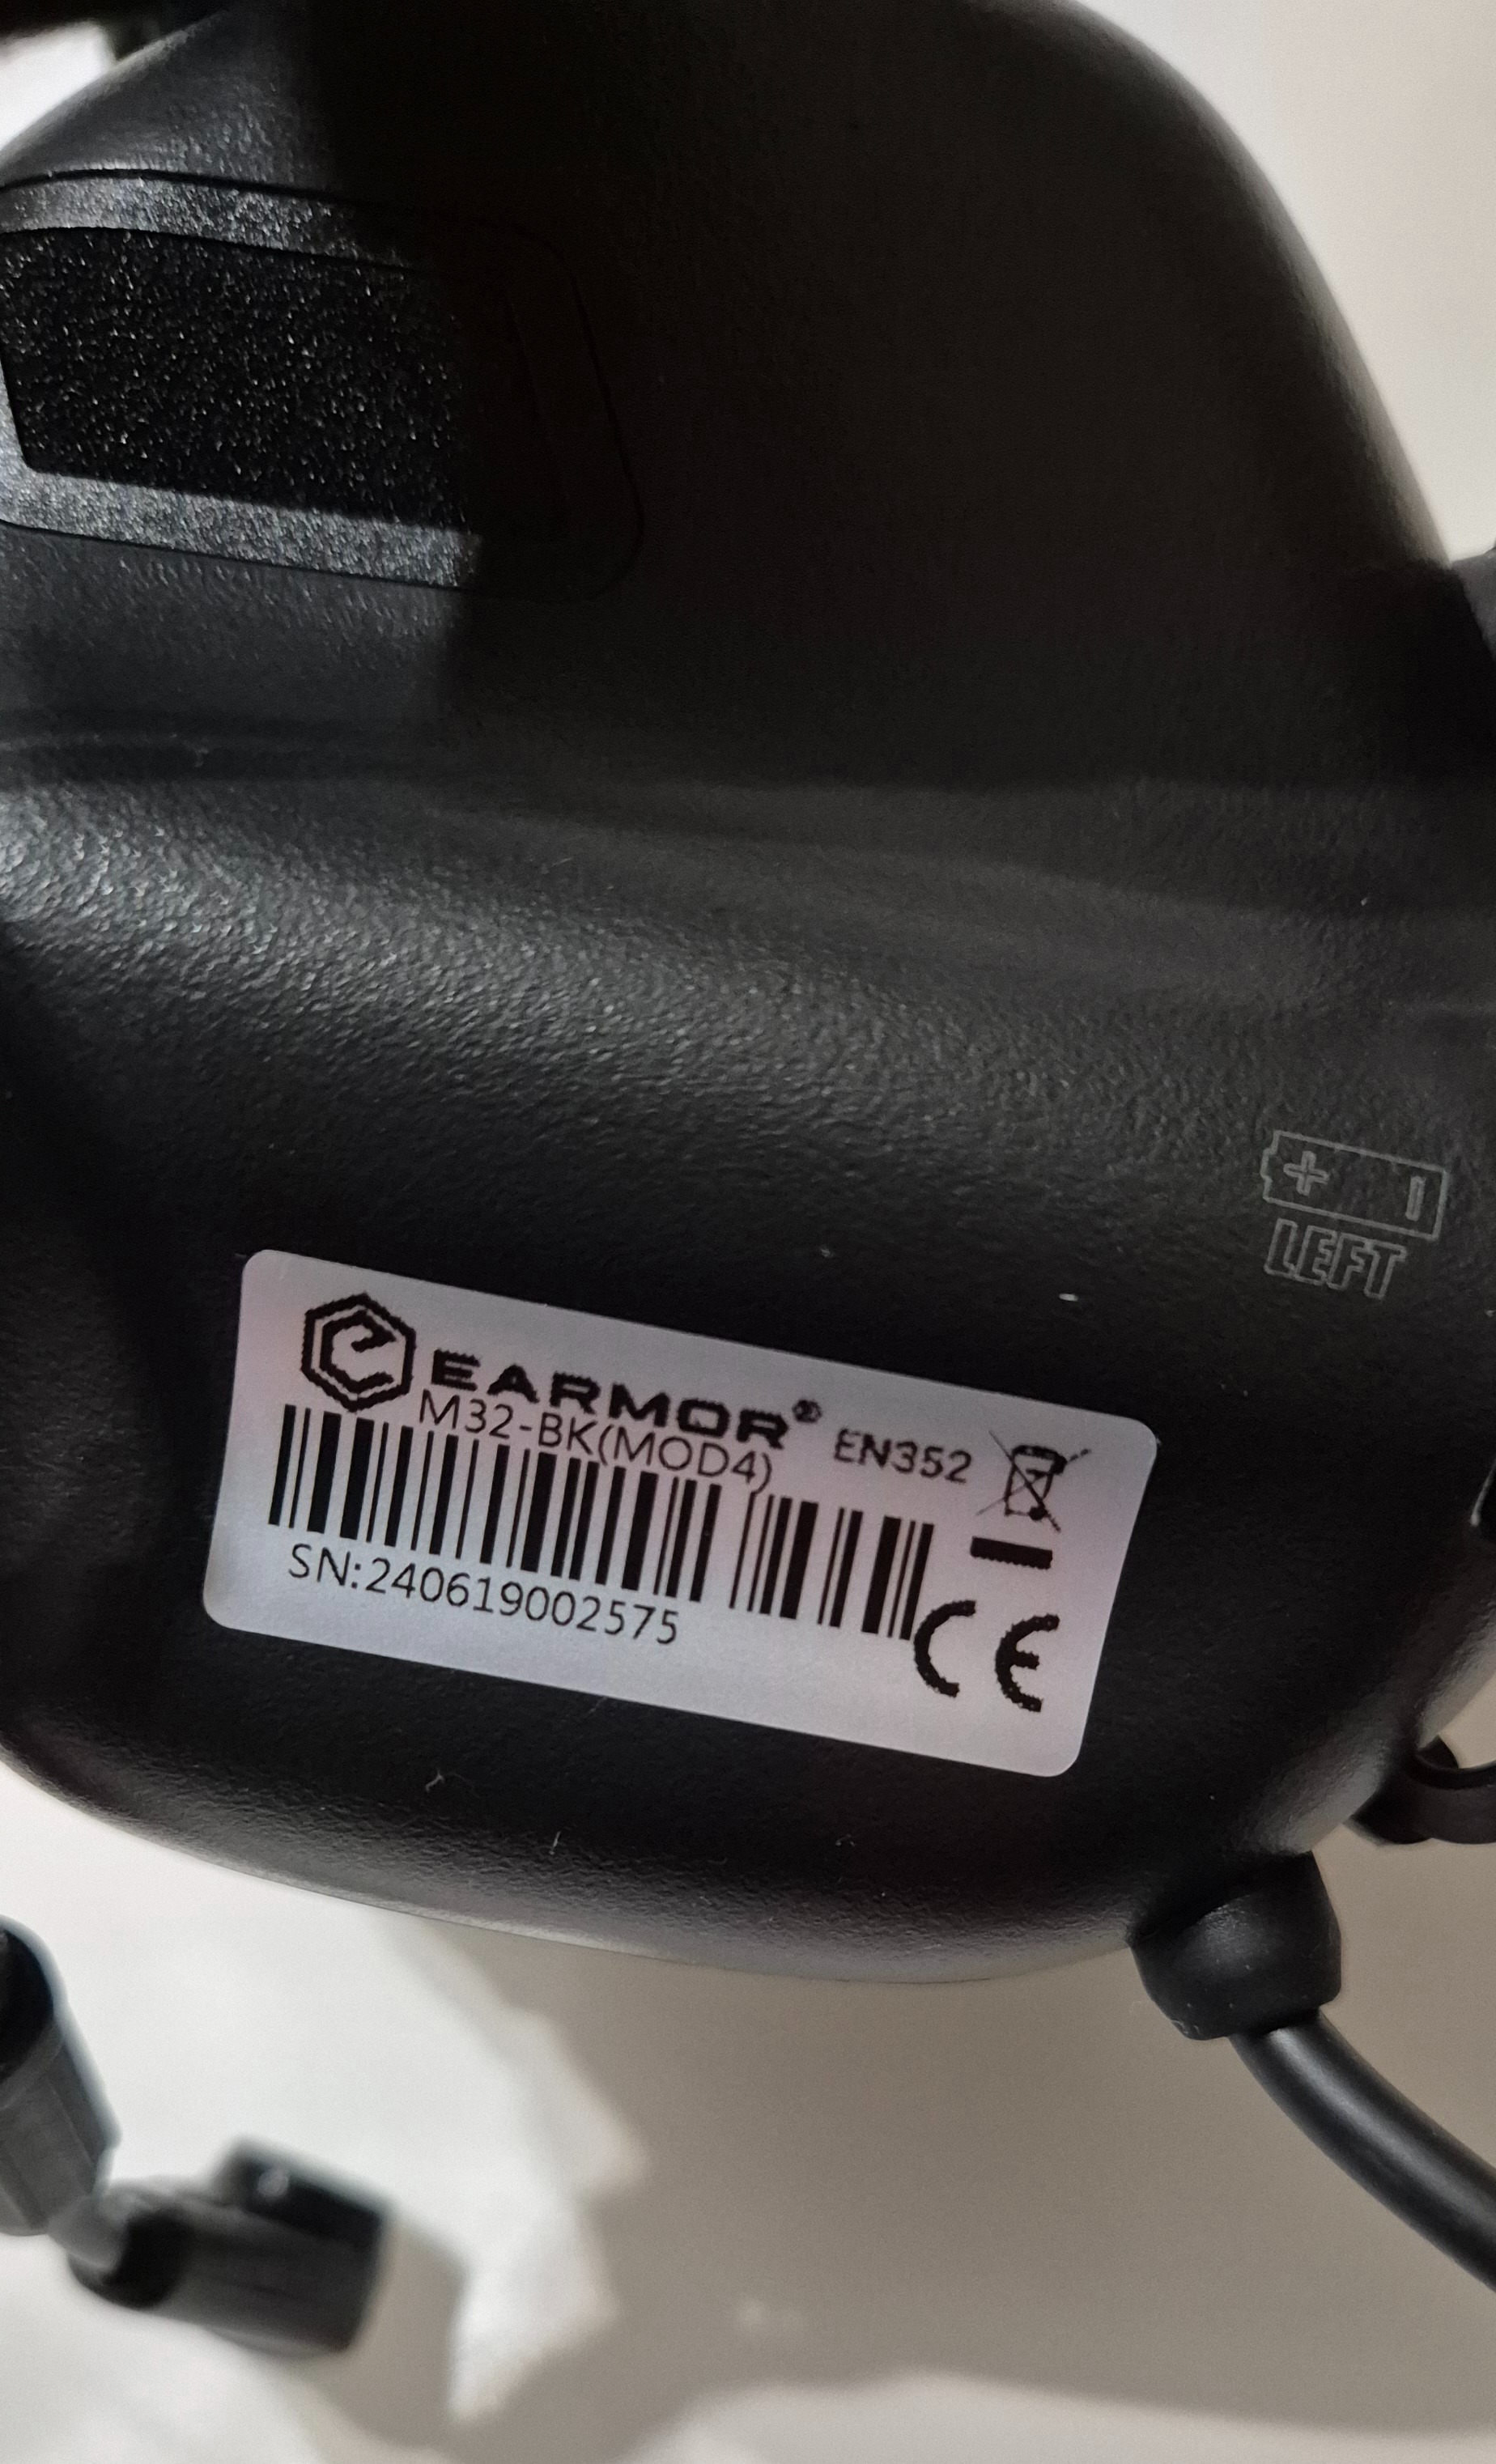 LEFT
EARMOR®
M32-BK(MOD4)
EN352
SN:240619002575
CE